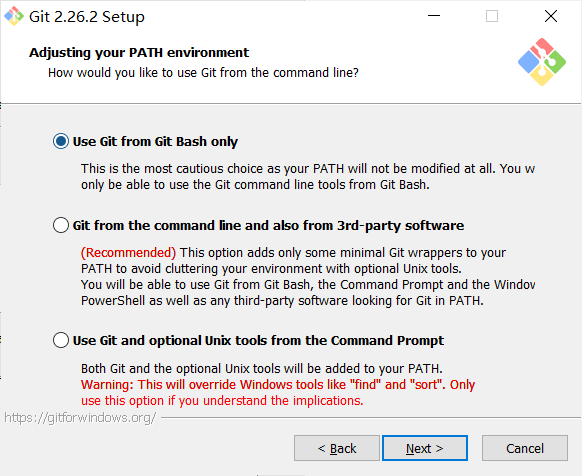 Git 2.26.2 Setup
Adjusting your PATH environment
How would you like to use Git from the command line?
Use Git from Git Bash only
This is the most cautious choice as your PATH will not be modified at all. You w
only be able to use the Git command line tools from Git Bash.
Git from the command line and also from 3rd-party software
(Recommended) This option adds only some minimal Git wrappers to your
PATH to avoid cluttering your environment with optional Unix tools.
You will be able to use Git from Git Bash, the Command Prompt and the Window
PowerShell as well as any third-party software looking for Git in PATH.
Use Git and optional Unix tools from the Command Prompt
Both Git and the optional Unix tools will be added to your PATH.
Warning: This will override Windows tools like "find" and "sort". Only
use this option if you understand the implications.
https://gitforwindows.org/
< Back Next > Cancel